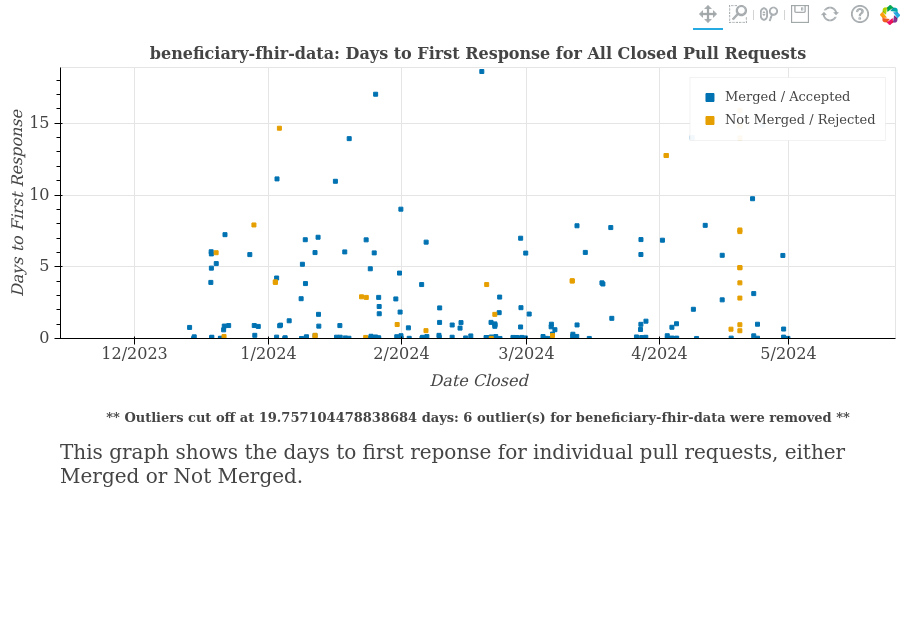 beneficiary-fhir-data: Days to First Response for All Closed Pull Requests
Merged / Accepted
Not Merged / Rejected
Days to First Response
15
10
5
0
12/2023 1/2024 2/2024 3/2024 4/2024 5/2024
Date Closed
** Outliers cut off at 19.757104478838684 days: 6 outlier(s) for beneficiary-fhir-data were removed **
This graph shows the days to first reponse for individual pull requests, either
Merged or Not Merged.